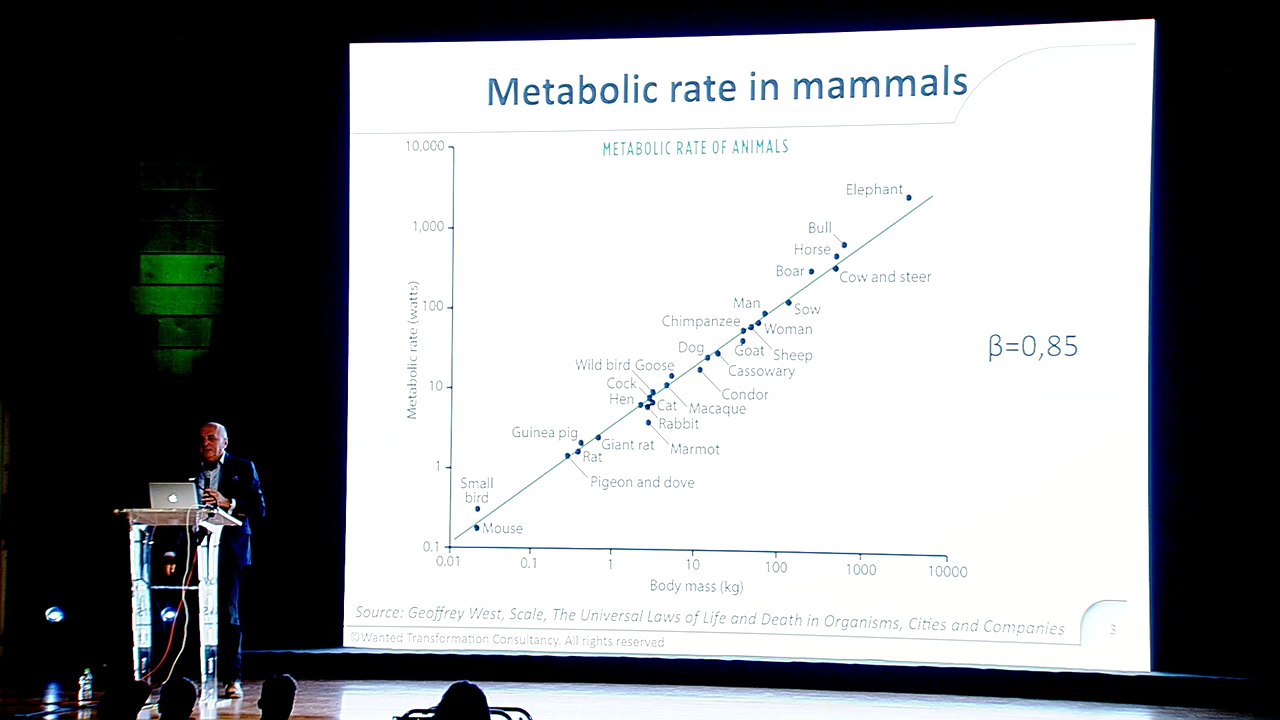 Metabolic rate in mammals
METABOLIC RATE OF ANIMALS
10,000
1,000
100
10
1
0.1
Metabolic rate (watts)
Elephant
Bull
Horse
Boar
Cow and steer
Man
Sow
Chimpanzee
Woman
Dog
Goat
Sheep
Wild bird
Goose
Cassowary
Cock
Condor
Hen
Cat
Macaque
Rabbit
Guinea pig
Giant rat
Marmot
Rat
Pigeon and dove
Small
bird
Mouse
0.01
0.1
1
10
100
1000
10000
Body mass (kg)
β=0,85
Source: Geoffrey West, Scale, The Universal Laws of Life and Death in Organisms, Cities and Companies
©Wanted Transformation Consultancy. All rights reserved
3